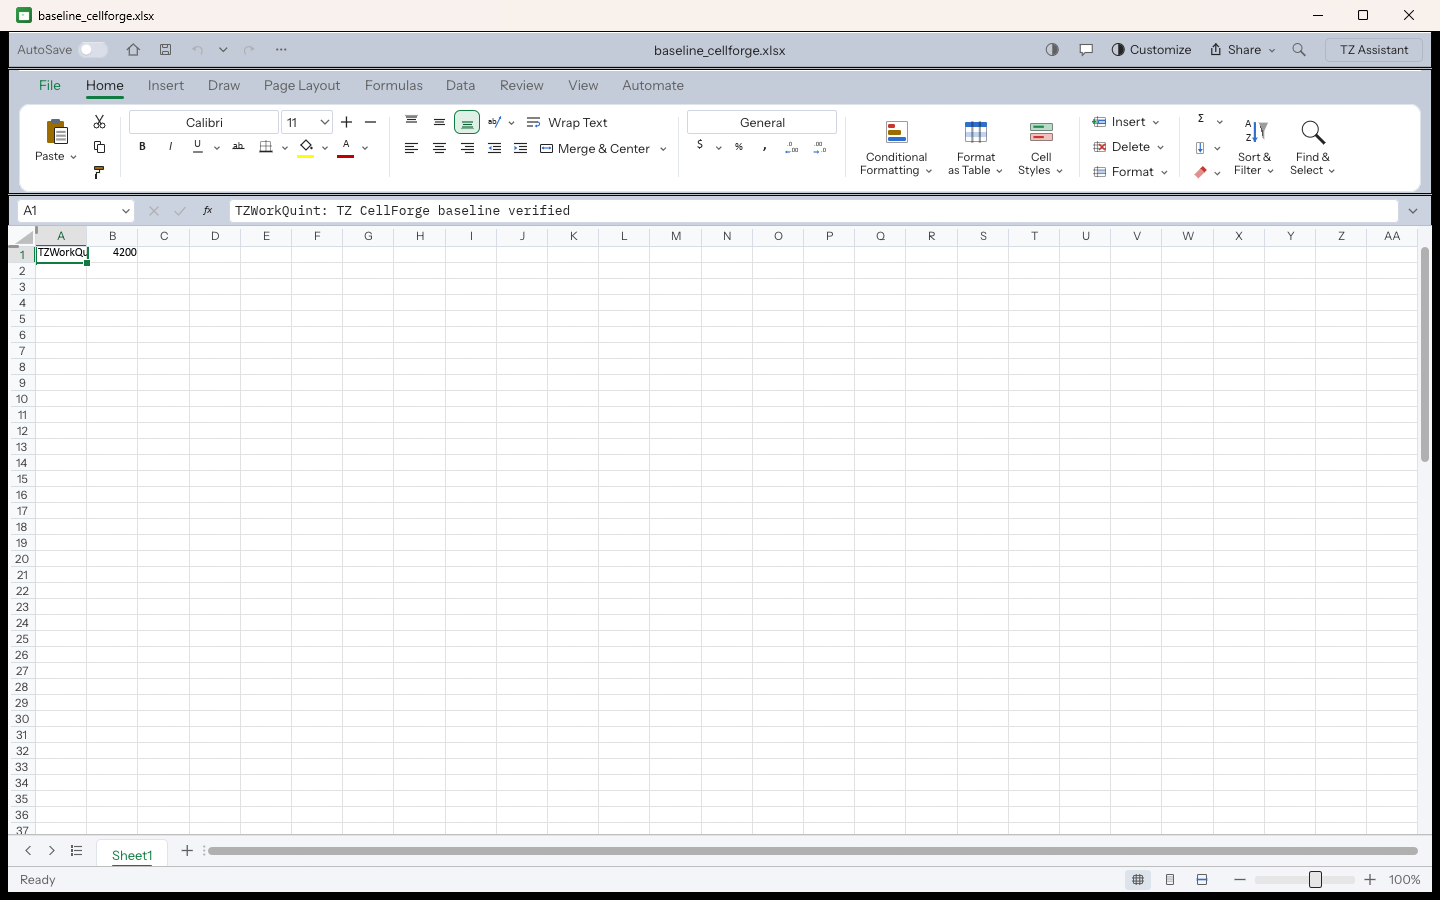 baseline_cellforge.xlsx
AutoSave
baseline_cellforge.xlsx
Customize
Share
TZ Assistant
File Home Insert Draw Page Layout Formulas Data Review View Automate
Paste
Calibri 11
B I U ab A
ab
Wrap Text
Merge & Center
General
$ % ,
Conditional Formatting
Format as Table
Cell Styles
Insert
Delete
Format
Σ
Sort & Filter
Find & Select
A1
fx
TZWorkQuint: TZ CellForge baseline verified
A B C D E F G H I J K L M N O P Q R S T U V W X Y Z AA
1 TZWorkQu 4200
2
3
4
5
6
7
8
9
10
11
12
13
14
15
16
17
18
19
20
21
22
23
24
25
26
27
28
29
30
31
32
33
34
35
36
37
Sheet1
Ready
100%